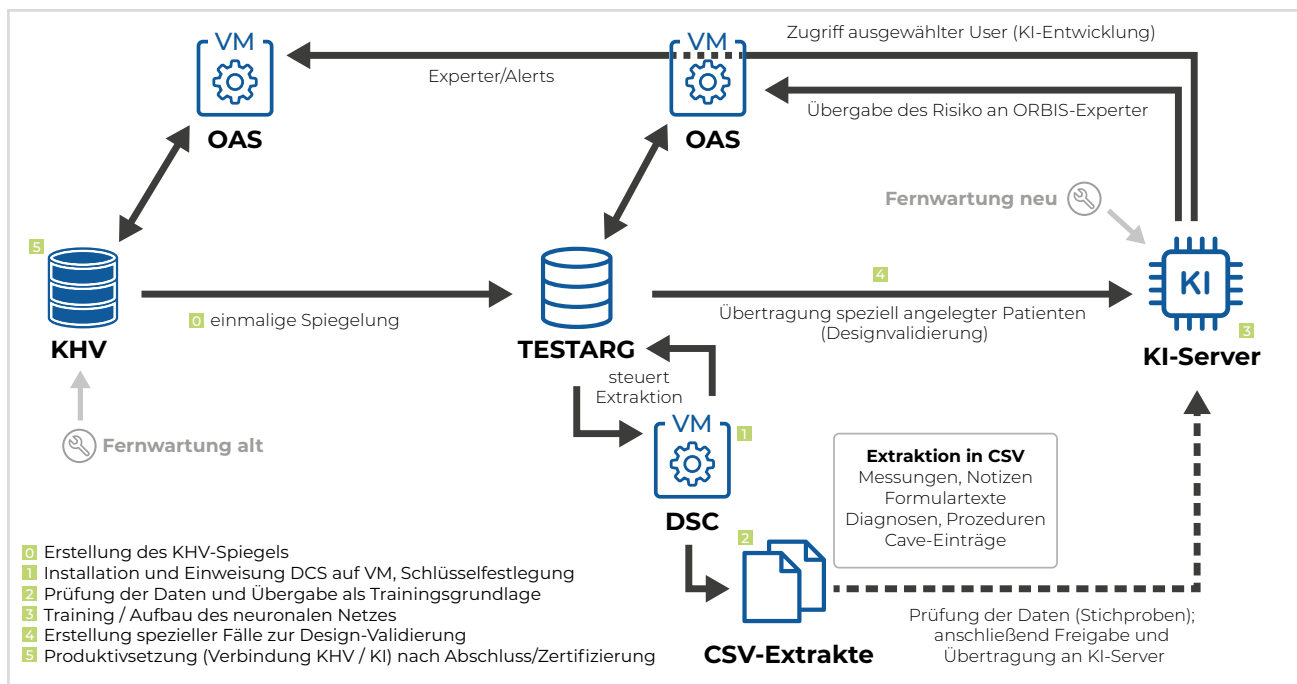 VM
OAS
Experter/Alerts
VM
OAS
Zugriff ausgewählter User (KI-Entwicklung)
Übergabe des Risiko an ORBIS-Experter
Fernwartung neu
5
KHV
0 einmalige Spiegelung
TESTARG
4
Übertragung speziell angelegter Patienten
(Designvalidierung)
KI
3
KI-Server
Fernwartung alt
steuert
Extraktion
VM
1
DSC
Extraktion in CSV
Messungen, Notizen
Formulartexte
Diagnosen, Prozeduren
Cave-Einträge
2
CSV-Extrakte
Prüfung der Daten (Stichproben);
anschließend Freigabe und
Übertragung an KI-Server
0 Erstellung des KHV-Spiegels
1 Installation und Einweisung DCS auf VM, Schlüsselfestlegung
2 Prüfung der Daten und Übergabe als Trainingsgrundlage
3 Training / Aufbau des neuronalen Netzes
4 Erstellung spezieller Fälle zur Design-Validierung
5 Produktivsetzung (Verbindung KHV / KI) nach Abschluss/Zertifizierung